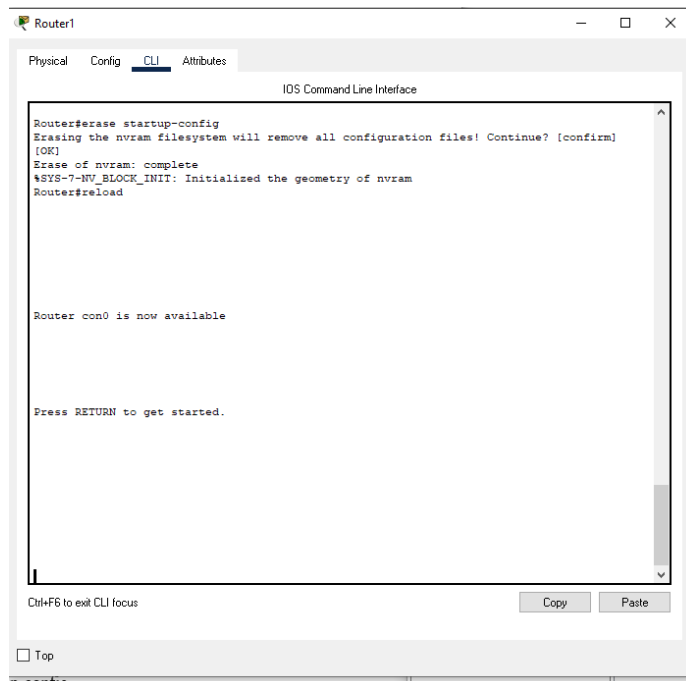 Router1
Physical Config CLI Attributes
IOS Command Line Interface
Router#erase startup-config
Erasing the nvram filesystem will remove all configuration files! Continue? [confirm]
[OK]
Erase of nvram: complete
%SYS-7-NV_BLOCK_INIT: Initialized the geometry of nvram
Router#reload
Router con0 is now available
Press RETURN to get started.
Ctrl+F6 to exit CLI focus
Copy Paste
Top